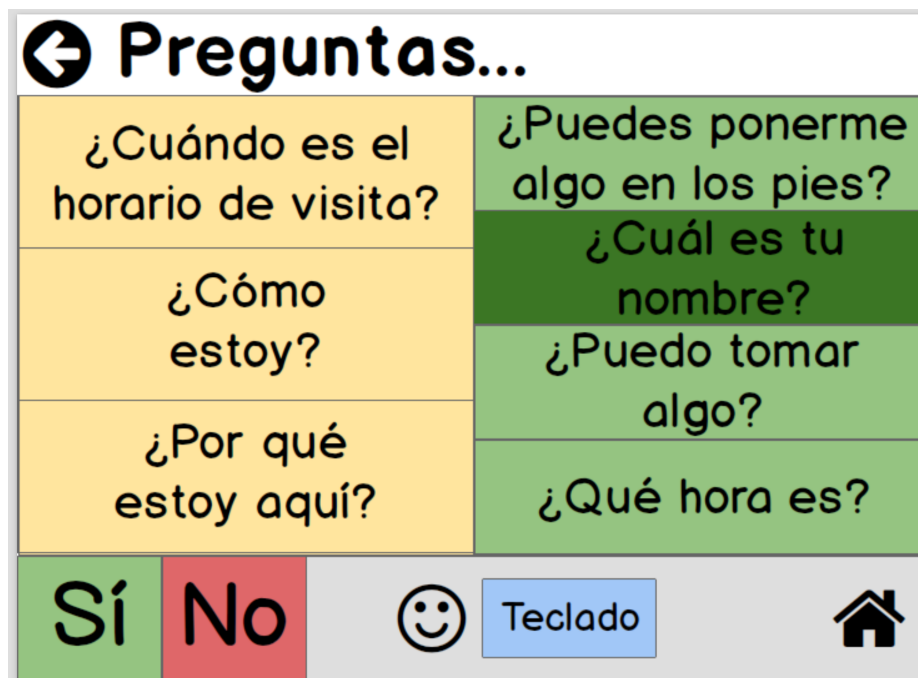 Preguntas...
¿Cuándo es el
horario de visita?
¿Cómo
estoy?
¿Por qué
estoy aquí?
¿Puedes ponerme
algo en los pies?
¿Cuál es tu
nombre?
¿Puedo tomar
algo?
¿Qué hora es?
Sí
No
Teclado